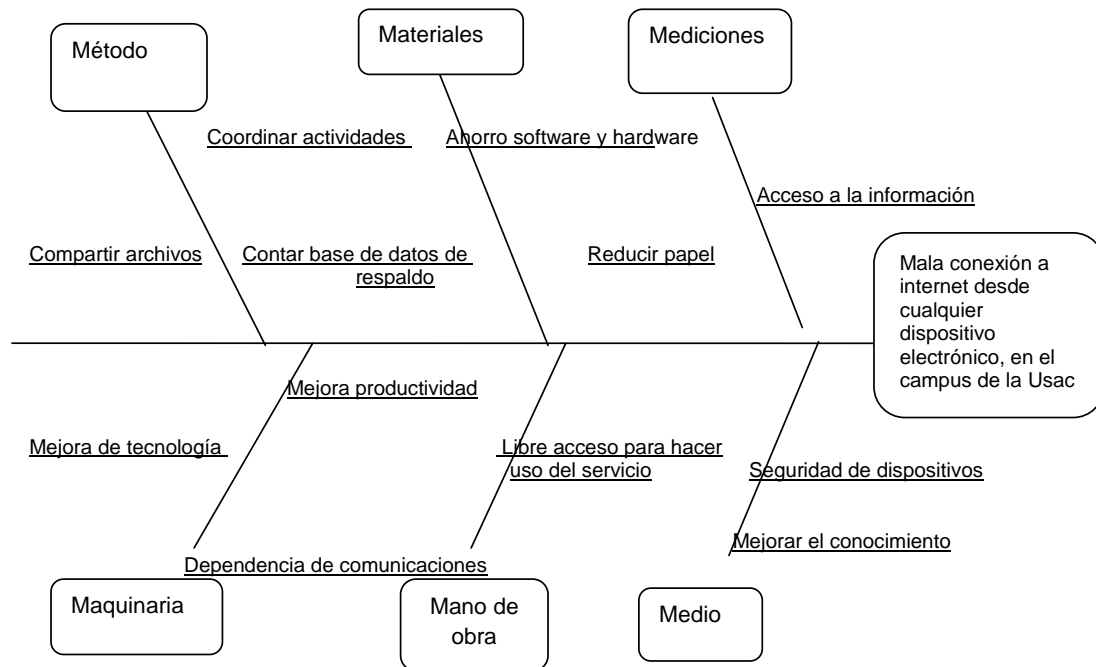 Método
Materiales
Mediciones
Coordinar actividades
Ahorro software y hardware
Acceso a la información
Compartir archivos
Contar base de datos de
respaldo
Reducir papel
Mala conexión a
internet desde
cualquier
dispositivo
electrónico, en el
campus de la Usac
Mejora productividad
Mejora de tecnología
Libre acceso para hacer
uso del servicio
Seguridad de dispositivos
Mejorar el conocimiento
Dependencia de comunicaciones
Maquinaria
Mano de
obra
Medio